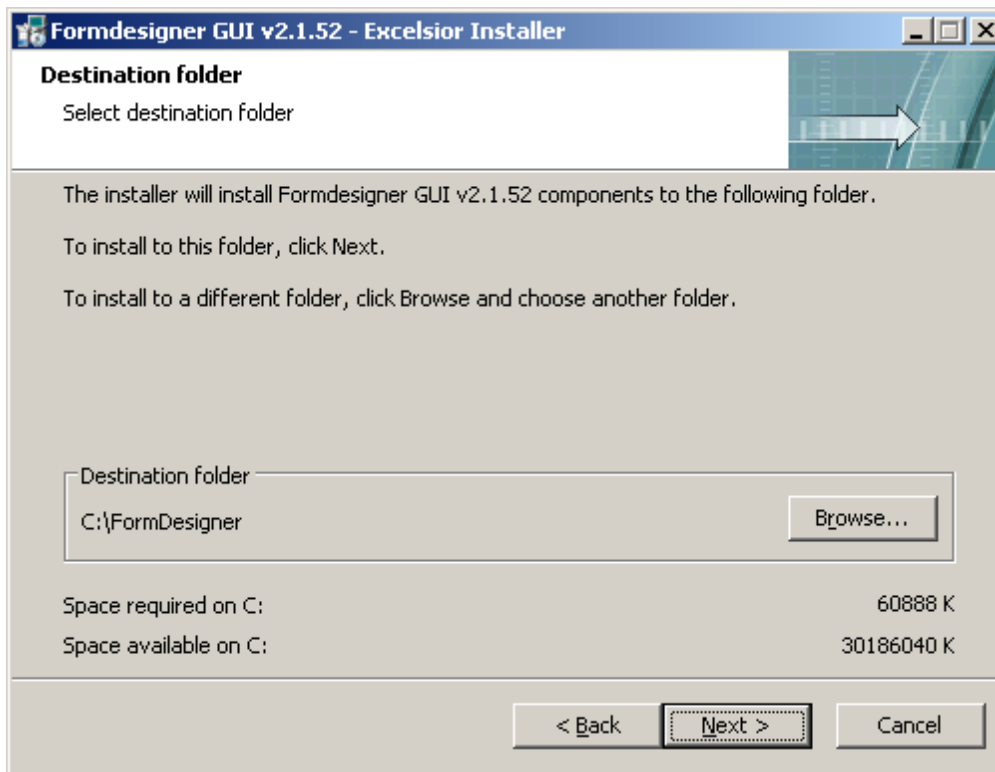 Formdesigner GUI v2.1.52 - Excelsior Installer
Destination folder
Select destination folder
The installer will install Formdesigner GUI v2.1.52 components to the following folder.
To install to this folder, click Next.
To install to a different folder, click Browse and choose another folder.
Destination folder
C:\FormDesigner
Browse...
Space required on C: 60888 K
Space available on C: 30186040 K
< Back Next > Cancel